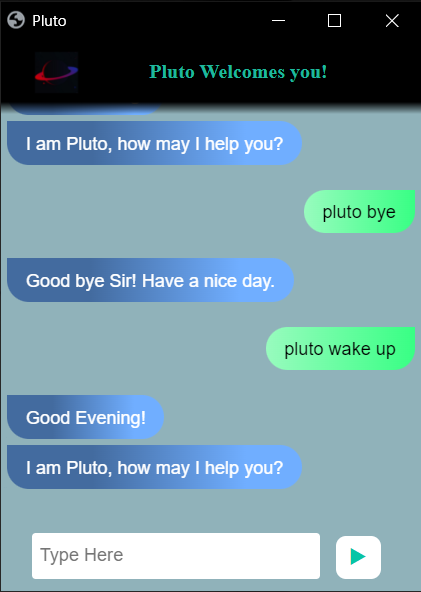 Pluto
Pluto Welcomes you!
I am Pluto, how may I help you?
pluto bye
Good bye Sir! Have a nice day.
pluto wake up
Good Evening!
I am Pluto, how may I help you?
Type Here